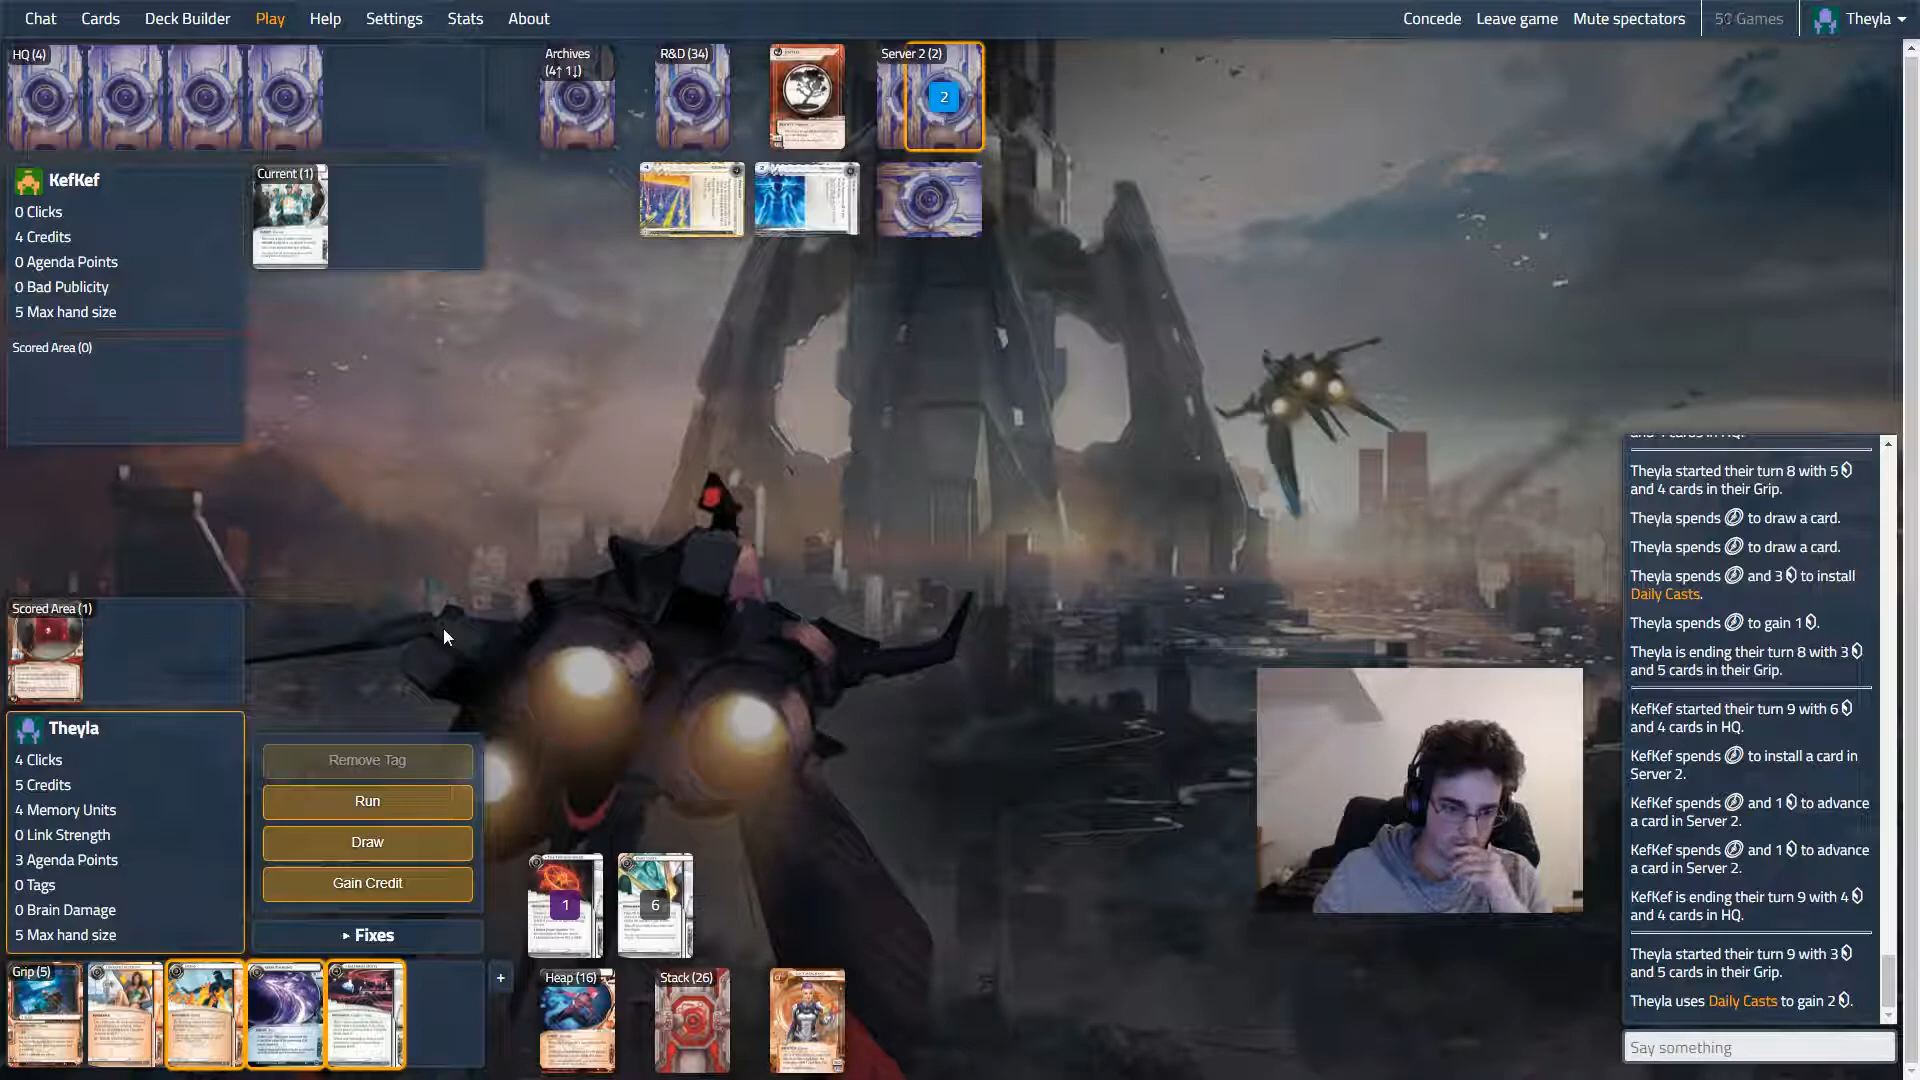 Chat
Cards
Deck Builder
Play
Help
Settings
Stats
About
Concede
Leave game
Mute spectators
Games
Theyla
HQ (4)
Archives
(4↑ 1↓)
R&D (34)
Server 2 (2)
2
KefKef
0 Clicks
4 Credits
0 Agenda Points
0 Bad Publicity
5 Max hand size
Current (1)
Scored Area (0)
Scored Area (1)
Theyla
4 Clicks
5 Credits
4 Memory Units
0 Link Strength
3 Agenda Points
0 Tags
0 Brain Damage
5 Max hand size
Remove Tag
Run
Draw
Gain Credit
▸ Fixes
1
6
Grip (5)
+
Heap (16)
Stack (26)
Theyla started their turn 8 with 5
and 4 cards in their Grip.
Theyla spends to draw a card.
Theyla spends to draw a card.
Theyla spends and 3 to install
Daily Casts.
Theyla spends to gain 1 .
Theyla is ending their turn 8 with 3
and 5 cards in their Grip.
KefKef started their turn 9 with 6
and 4 cards in HQ.
KefKef spends to install a card in
Server 2.
KefKef spends and 1 to advance
a card in Server 2.
KefKef spends and 1 to advance
a card in Server 2.
KefKef is ending their turn 9 with 4
and 4 cards in HQ.
Theyla started their turn 9 with 3
and 5 cards in their Grip.
Theyla uses Daily Casts to gain 2 .
Say something